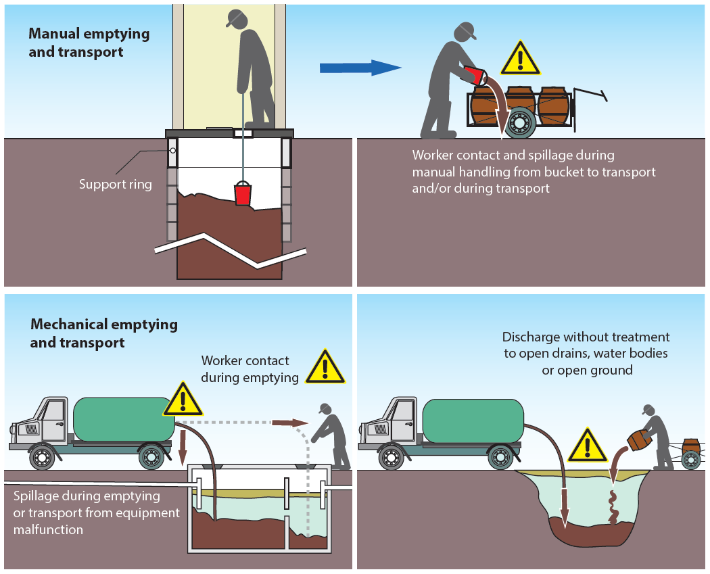 Manual emptying
and transport
Support ring
Worker contact and spillage during
manual handling from bucket to transport
and/or during transport
Mechanical emptying
and transport
Worker contact
during emptying
Spillage during emptying
or transport from equipment
malfunction
Discharge without treatment
to open drains, water bodies
or open ground